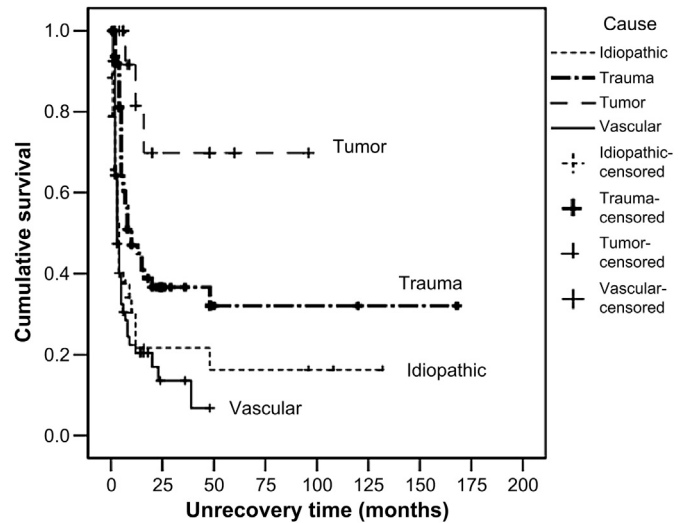 Cumulative survival
1.0
0.8
0.6
0.4
0.2
0.0
Tumor
Trauma
Idiopathic
Vascular
0 25 50 75 100 125 150 175 200
Unrecovery time (months)
Cause
Idiopathic
Trauma
Tumor
Vascular
Idiopathic-
censored
Trauma-
censored
Tumor-
censored
Vascular-
censored